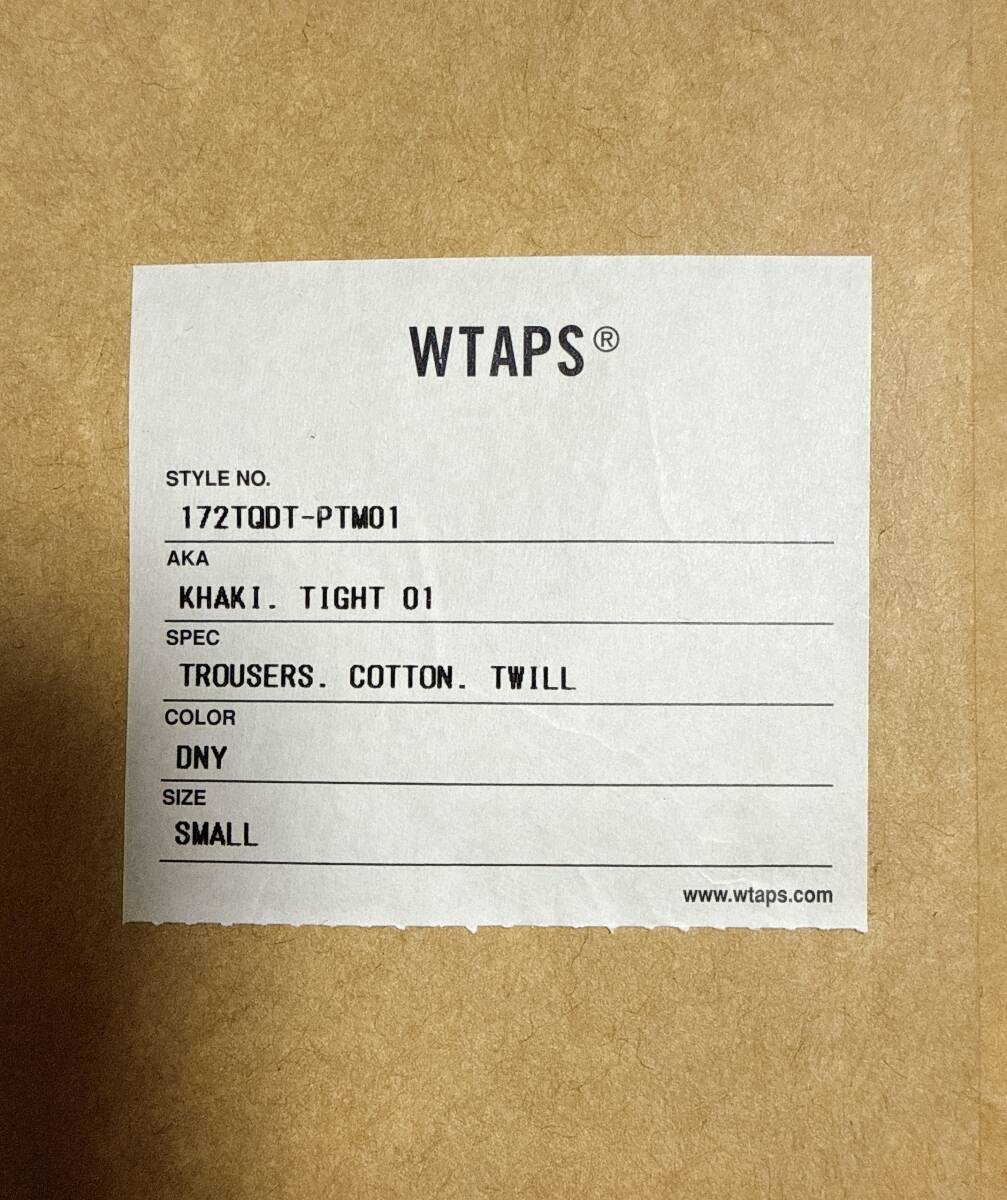 WTAPS®
STYLE NO.
172TQDT-PTM01
AKA
KHAKI. TIGHT 01
SPEC
TROUSERS. COTTON. TWILL
COLOR
DNY
SIZE
SMALL
www.wtaps.com